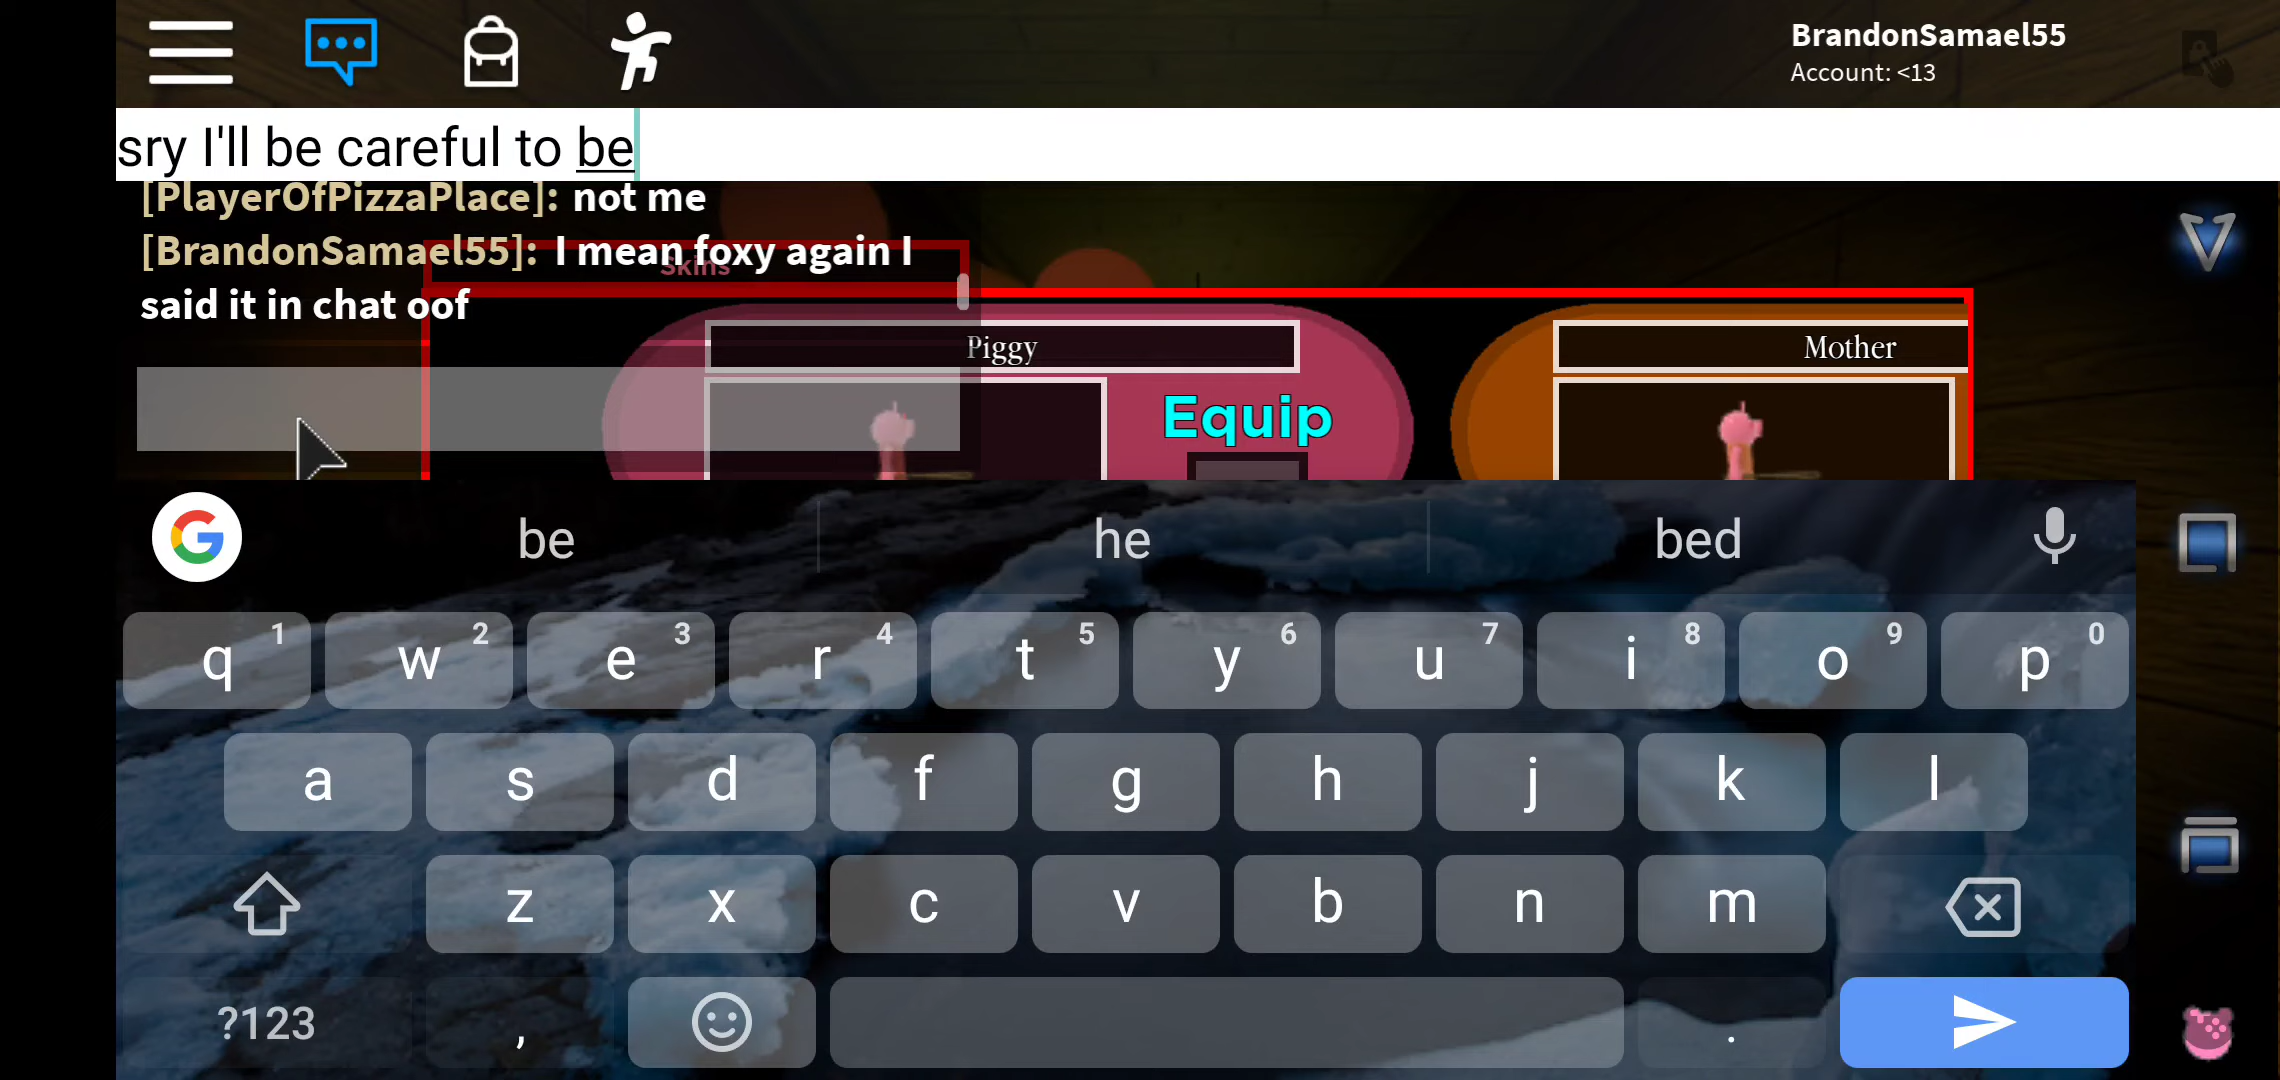 BrandonSamael55
Account: <13
sry I'll be careful to be
[PlayerOfPizzaPlace]: not me
[BrandonSamael55]: I mean foxy again I
said it in chat oof
Skins
Piggy
Mother
Equip
be he bed
q 1 w 2 e 3 r 4 t 5 y 6 u 7 i 8 o 9 p 0
a s d f g h j k l
z x c v b n m
?123 , .